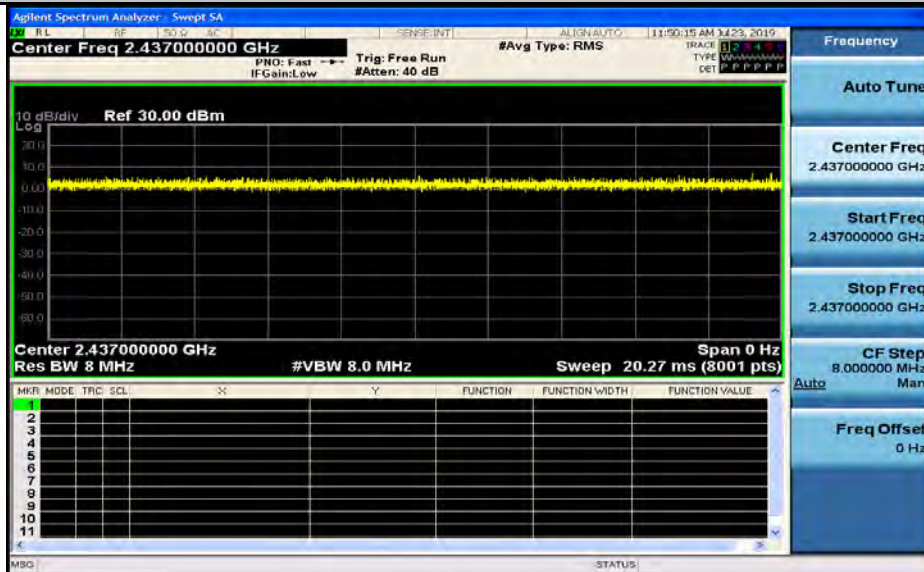 Agilent Spectrum Analyzer - Swept SA
RL RF 50 Ω AC SENSE:INT ALIGN AUTO 11:50:15 AM Jul 23, 2019
Center Freq 2.437000000 GHz
#Avg Type: RMS
TRACE 1 2 3 4 5 6
PNO: Fast
Trig: Free Run
TYPE
IFGain:Low
#Atten: 40 dB
DET P P P P P P
10 dB/div
Ref 30.00 dBm
Log
20.0
10.0
0.00
-10.0
-20.0
-30.0
-40.0
-50.0
-60.0
Center 2.437000000 GHz
Span 0 Hz
Res BW 8 MHz
#VBW 8.0 MHz
Sweep 20.27 ms (8001 pts)
MKR MODE TRC SCL X Y FUNCTION FUNCTION WIDTH FUNCTION VALUE
1
2
3
4
5
6
7
8
9
10
11
MSG
STATUS
Frequency
Auto Tune
Center Freq
2.437000000 GHz
Start Freq
2.437000000 GHz
Stop Freq
2.437000000 GHz
CF Step
8.000000 MHz
Auto Man
Freq Offset
0 Hz